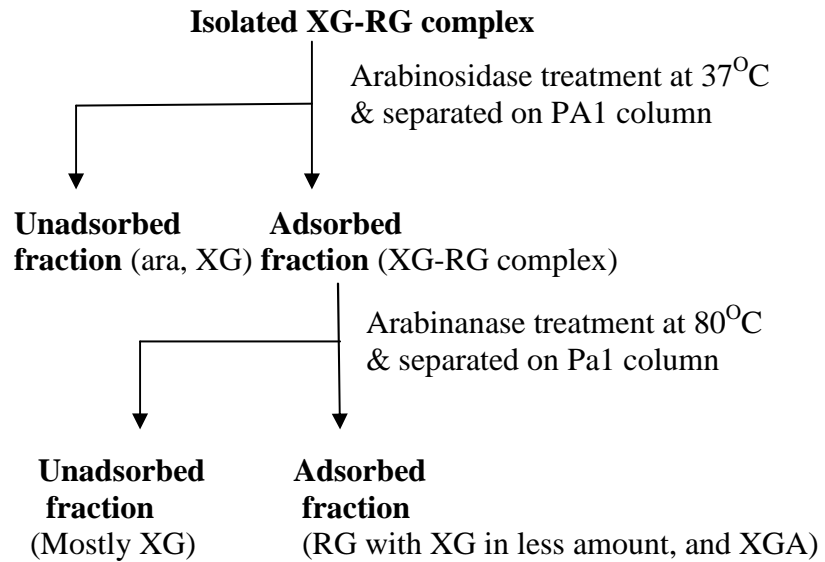 Isolated XG-RG complex
Arabinosidase treatment at 37°C
& separated on PA1 column
Unadsorbed
fraction (ara, XG)
Adsorbed
fraction (XG-RG complex)
Arabinanase treatment at 80°C
& separated on Pa1 column
Unadsorbed
fraction
(Mostly XG)
Adsorbed
fraction
(RG with XG in less amount, and XGA)